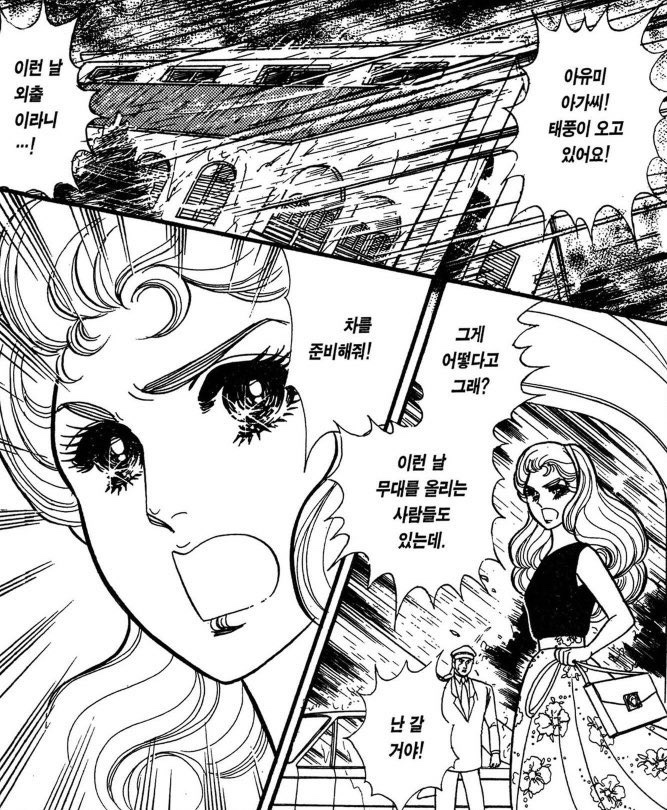 아유미
아가씨!
태풍이 오고
있어요!
이런 날
외출
이라니
…!
그게
어떻다고
그래?
이런 날
무대를 올리는
사람들도
있는데.
난 갈
거야!
차를
준비해줘!